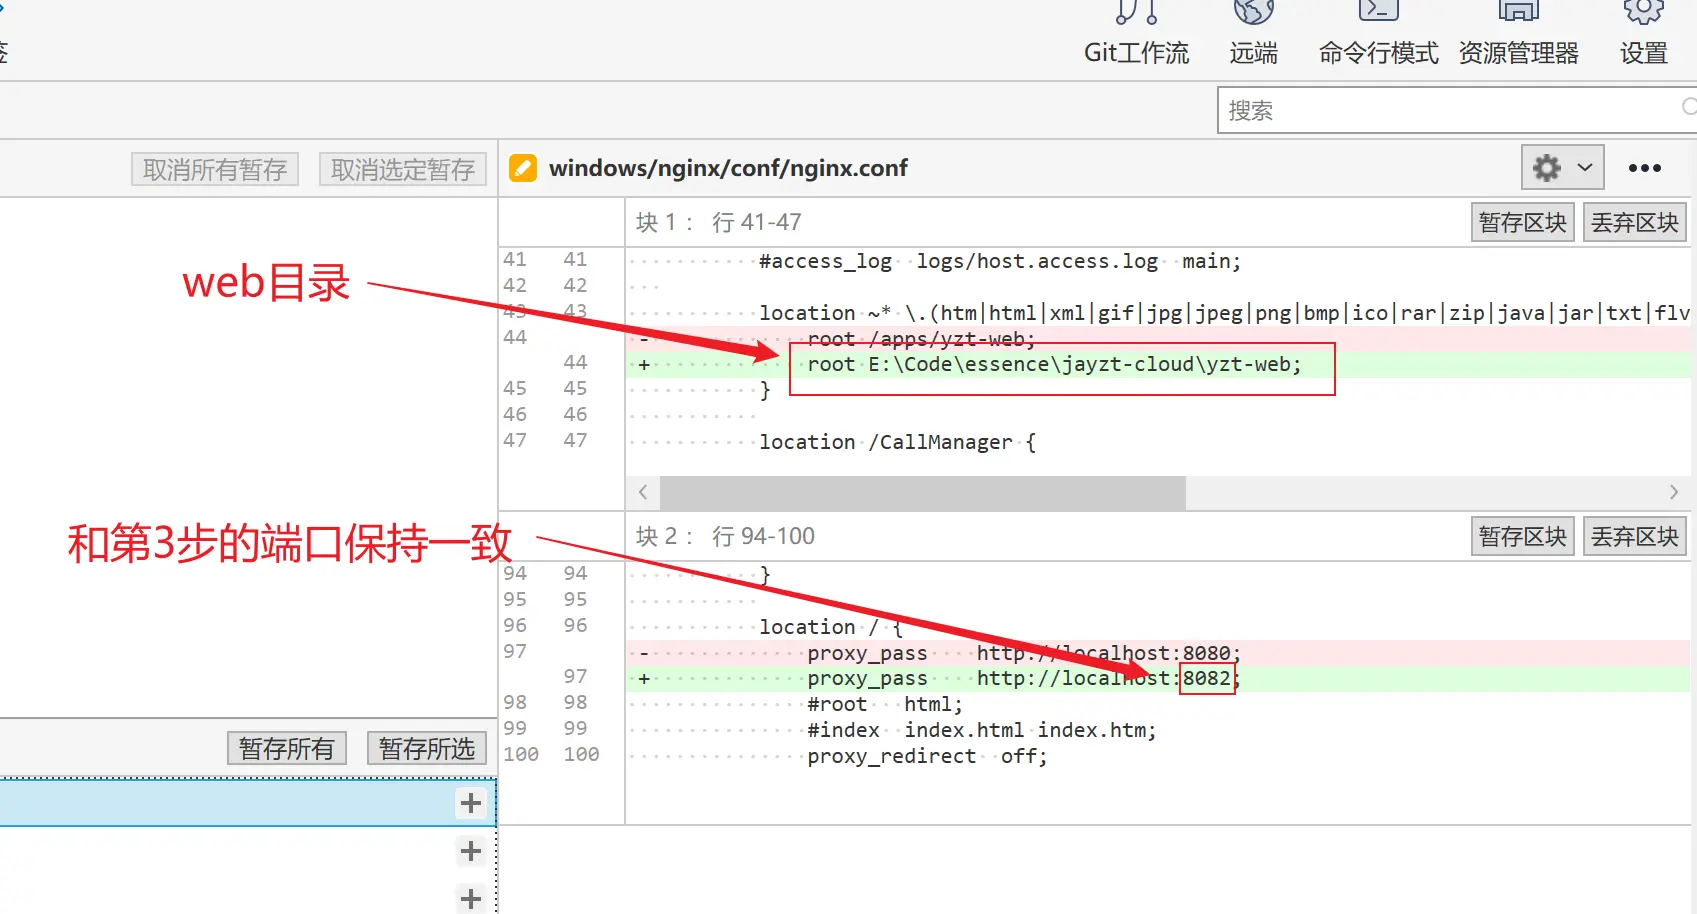 签
Git工作流
远端
命令行模式
资源管理器
设置
搜索
取消所有暂存
取消选定暂存
windows/nginx/conf/nginx.conf
块 1： 行 41-47
暂存区块
丢弃区块
41 41 #access_log logs/host.access.log main;
42 42
43 43 location ~* \.(htm|html|xml|gif|jpg|jpeg|png|bmp|ico|rar|zip|java|jar|txt|flv
44 - root /apps/yzt-web;
44 + root E:\Code\essence\jayzt-cloud\yzt-web;
45 45 }
46 46
47 47 location /CallManager {
web目录
和第3步的端口保持一致
块 2： 行 94-100
暂存区块
丢弃区块
94 94 }
95 95
96 96 location / {
97 - proxy_pass http://localhost:8080;
97 + proxy_pass http://localhost:8082;
98 98 #root html;
99 99 #index index.html index.htm;
100 100 proxy_redirect off;
暂存所有
暂存所选